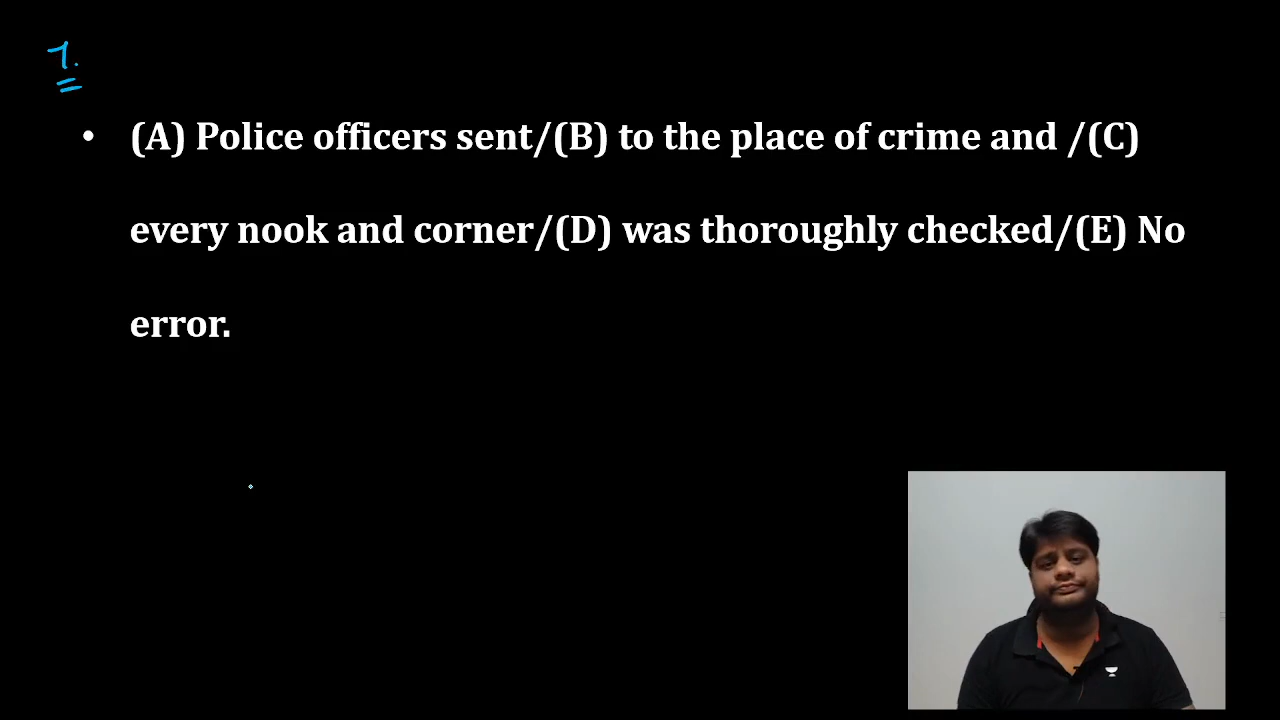 1.
• (A) Police officers sent/(B) to the place of crime and /(C)
every nook and corner/(D) was thoroughly checked/(E) No
error.